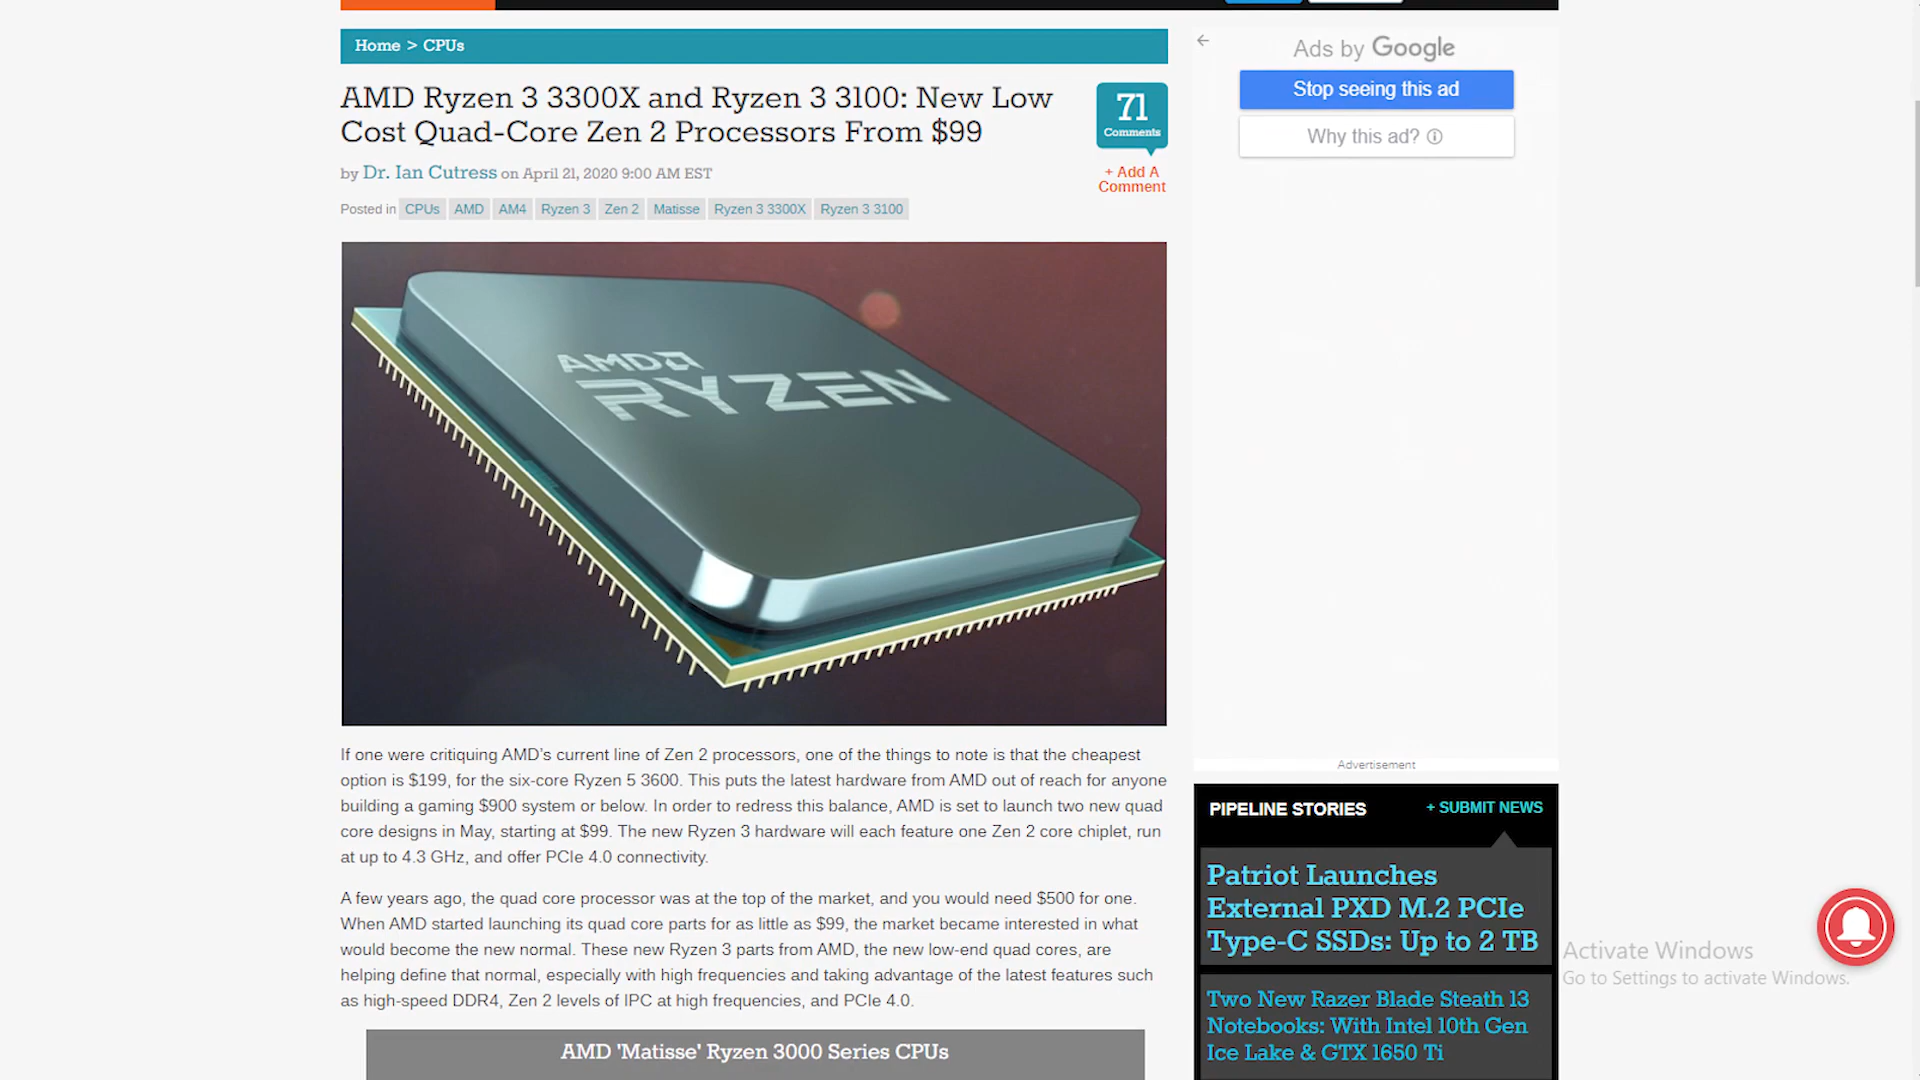 Home > CPUs
AMD Ryzen 3 3300X and Ryzen 3 3100: New Low
Cost Quad-Core Zen 2 Processors From $99
by Dr. Ian Cutress on April 21, 2020 9:00 AM EST
71
Comments
+ Add A
Comment
Posted in CPUs AMD AM4 Ryzen 3 Zen 2 Matisse Ryzen 3 3300X Ryzen 3 3100
AMD
RYZEN
If one were critiquing AMD's current line of Zen 2 processors, one of the things to note is that the cheapest
option is $199, for the six-core Ryzen 5 3600. This puts the latest hardware from AMD out of reach for anyone
building a gaming $900 system or below. In order to redress this balance, AMD is set to launch two new quad
core designs in May, starting at $99. The new Ryzen 3 hardware will each feature one Zen 2 core chiplet, run
at up to 4.3 GHz, and offer PCIe 4.0 connectivity.
A few years ago, the quad core processor was at the top of the market, and you would need $500 for one.
When AMD started launching its quad core parts for as little as $99, the market became interested in what
would become the new normal. These new Ryzen 3 parts from AMD, the new low-end quad cores, are
helping define that normal, especially with high frequencies and taking advantage of the latest features such
as high-speed DDR4, Zen 2 levels of IPC at high frequencies, and PCIe 4.0.
AMD 'Matisse' Ryzen 3000 Series CPUs
Ads by Google
Stop seeing this ad
Why this ad?
Advertisement
PIPELINE STORIES
+ SUBMIT NEWS
Patriot Launches
External PXD M.2 PCIe
Type-C SSDs: Up to 2 TB
Two New Razer Blade Steath 13
Notebooks: With Intel 10th Gen
Ice Lake & GTX 1650 Ti
Activate Windows
Go to Settings to activate Windows.